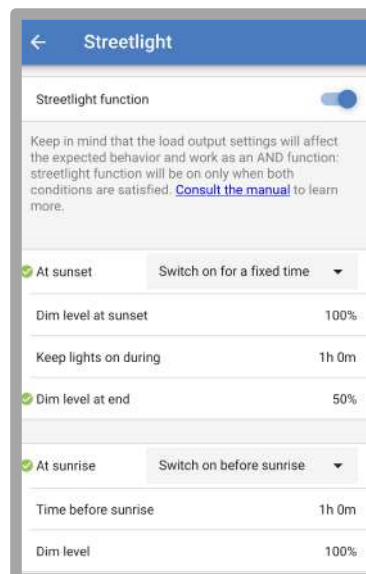 Streetlight
Streetlight function
Keep in mind that the load output settings will affect
the expected behavior and work as an AND function:
streetlight function will be on only when both
conditions are satisfied. Consult the manual to learn
more.
At sunset Switch on for a fixed time
Dim level at sunset 100%
Keep lights on during 1h 0m
Dim level at end 50%
At sunrise Switch on before sunrise
Time before sunrise 1h 0m
Dim level 100%